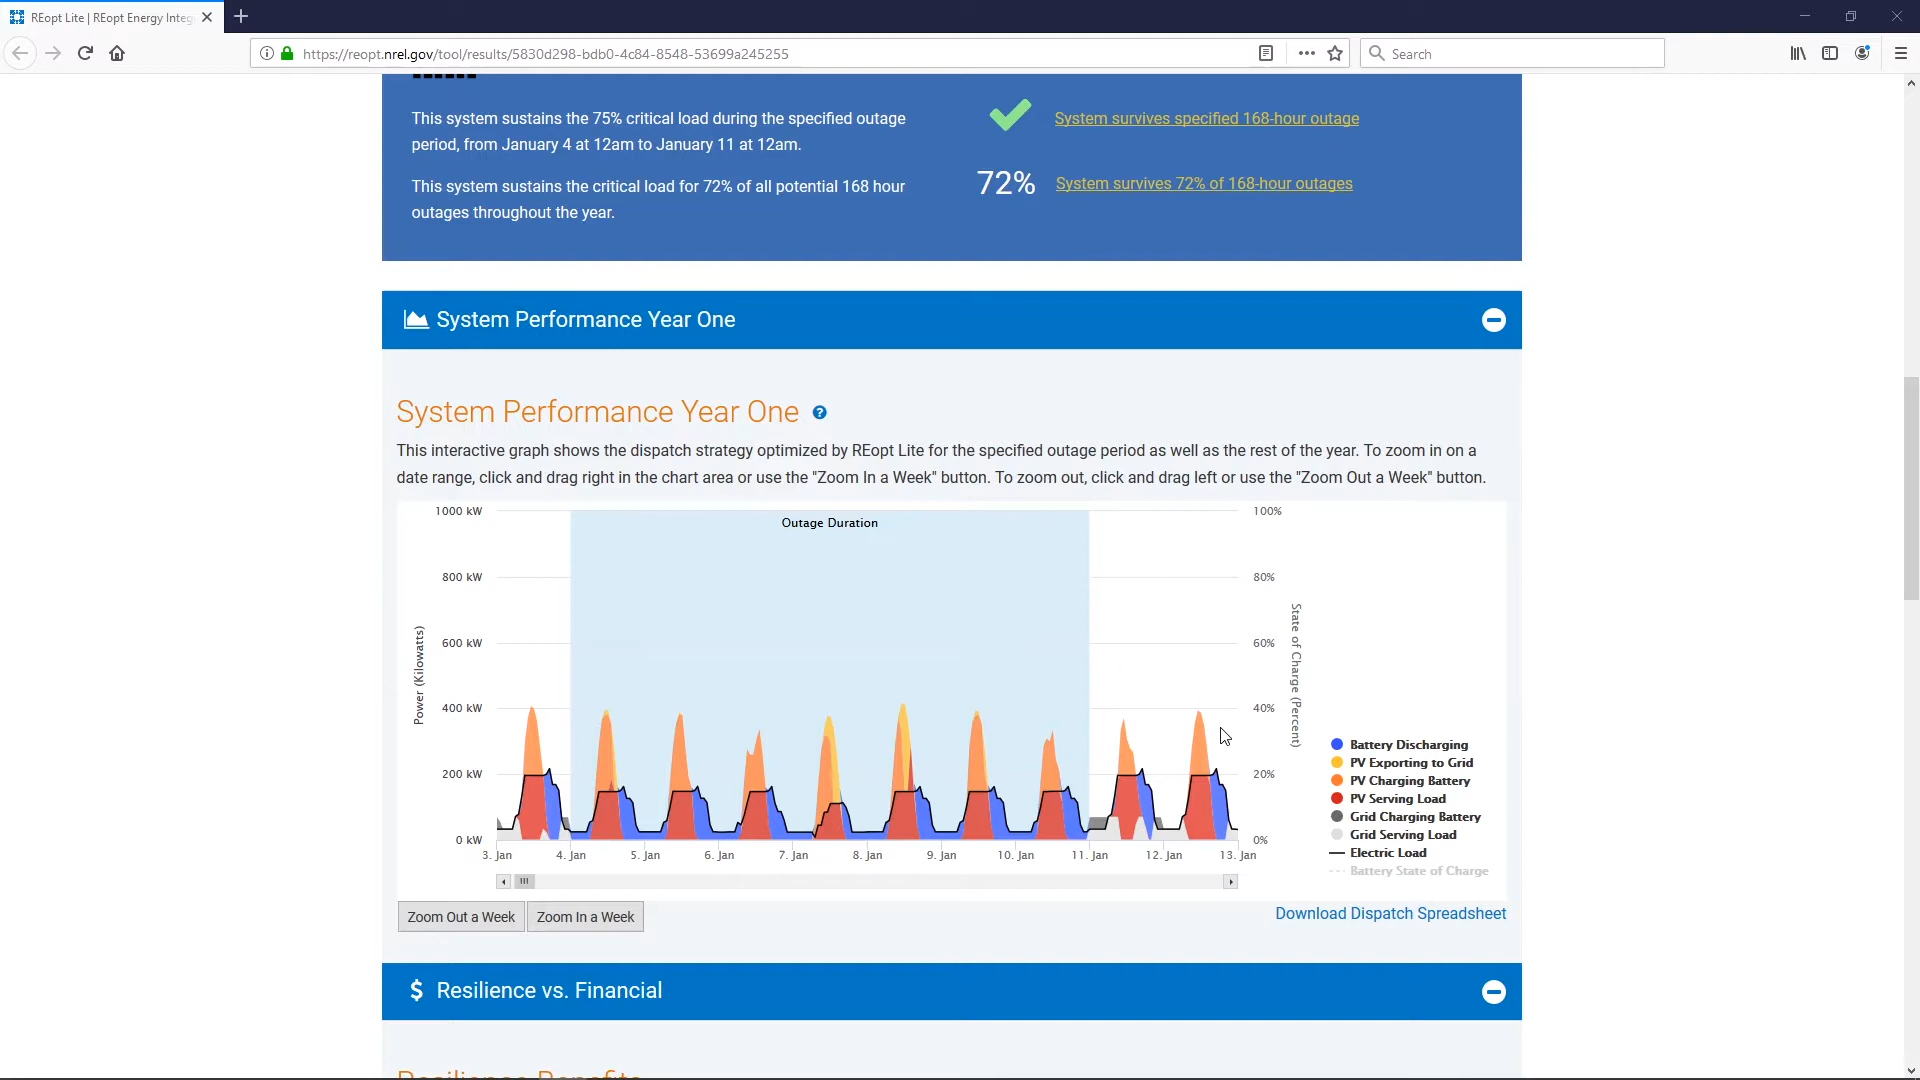 REopt Lite | REopt Energy Integ
https://reopt.nrel.gov/tool/results/5830d298-bdb0-4c84-8548-53699a245255
Search
This system sustains the 75% critical load during the specified outage
period, from January 4 at 12am to January 11 at 12am.
System survives specified 168-hour outage
This system sustains the critical load for 72% of all potential 168 hour
outages throughout the year.
72%
System survives 72% of 168-hour outages
System Performance Year One
System Performance Year One
This interactive graph shows the dispatch strategy optimized by REopt Lite for the specified outage period as well as the rest of the year. To zoom in on a
date range, click and drag right in the chart area or use the "Zoom In a Week" button. To zoom out, click and drag left or use the "Zoom Out a Week" button.
1000 kW
800 kW
600 kW
400 kW
200 kW
0 kW
Power (Kilowatts)
Outage Duration
100%
80%
60%
40%
20%
0%
State of Charge (Percent)
3. Jan
4. Jan
5. Jan
6. Jan
7. Jan
8. Jan
9. Jan
10. Jan
11. Jan
12. Jan
13. Jan
Battery Discharging
PV Exporting to Grid
PV Charging Battery
PV Serving Load
Grid Charging Battery
Grid Serving Load
Electric Load
Battery State of Charge
Zoom Out a Week
Zoom In a Week
Download Dispatch Spreadsheet
$ Resilience vs. Financial
Resilience Benefits